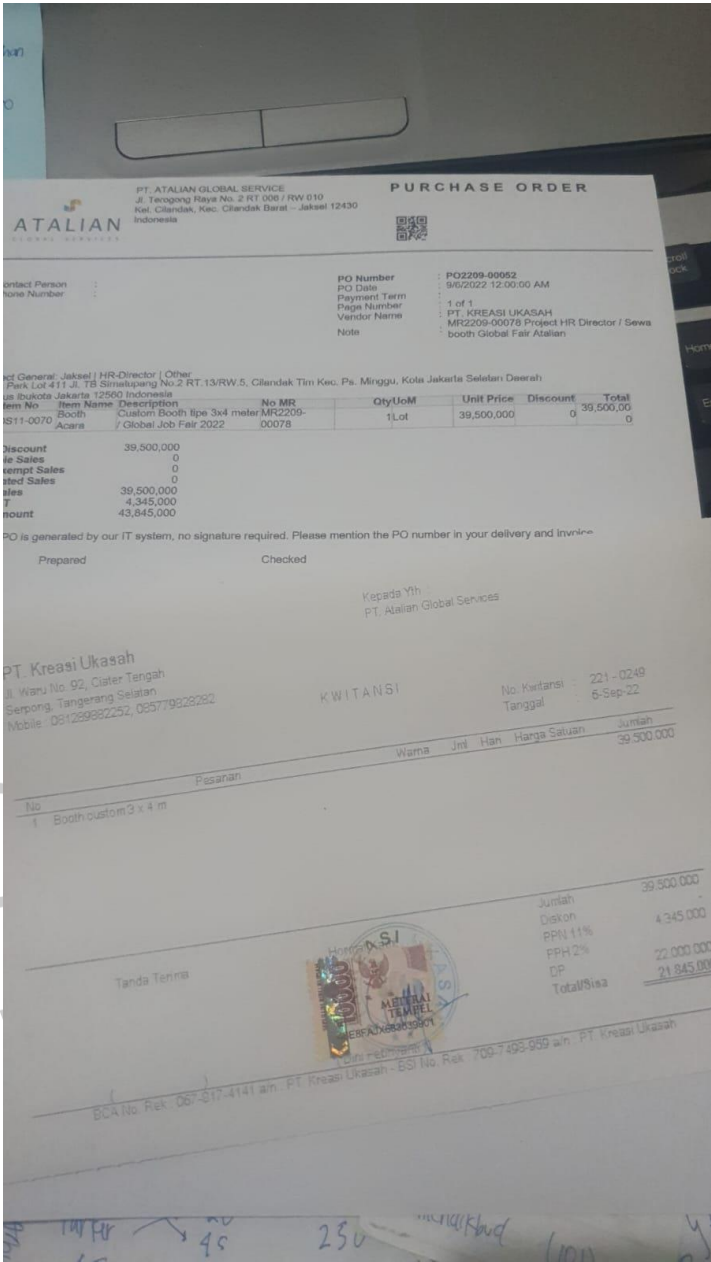 PT. ATALIAN GLOBAL SERVICE
Jl. Terogong Raya No. 2 RT 006 / RW 010
Kel. Cilandak, Kec. Cilandak Barat – Jaksel 12430
Indonesia
PURCHASE ORDER
ATALIAN
GLOBAL SERVICES
ontact Person :
hone Number :
PO Number : PO2209-00052
PO Date : 9/6/2022 12:00:00 AM
Payment Term :
Page Number : 1 of 1
Vendor Name : PT. KREASI UKASAH
Note : MR2209-00078 Project HR Director / Sewa
booth Global Fair Atalian
ct General: Jaksel | HR-Director | Other
Park Lot 411 Jl. TB Simatupang No.2 RT.13/RW.5, Cilandak Tim Kec. Ps. Minggu, Kota Jakarta Selatan Daerah
us Ibukota Jakarta 12560 Indonesia
tem No Item Name Description No MR Qty UoM Unit Price Discount Total
0S11-0070 Booth Custom Booth tipe 3x4 meter MR2209- 1 Lot 39,500,000 0 39,500,00
Acara / Global Job Fair 2022 00078 0
Discount 39,500,000
le Sales 0
xempt Sales 0
ated Sales 0
ales 39,500,000
T 4,345,000
mount 43,845,000
PO is generated by our IT system, no signature required. Please mention the PO number in your delivery and invoice
Prepared Checked
Kepada Yth :
PT. Atalian Global Services
PT. Kreasi Ukasah
Jl. Waru No. 92, Ciater Tengah
Serpong, Tangerang Selatan
Mobile : 081289882252, 085779828282
KWITANSI
No. Kwitansi : 221 - 0249
Tanggal : 6-Sep-22
No Pesanan Warna Jml Hari Harga Satuan Jumlah
1 Booth custom 3 x 4 m 39.500.000
Jumlah 39.500.000
Diskon
PPN 11% 4.345.000
PPH 2%
DP 22.000.000
Total/Sisa 21.845.000
Tanda Terima
10000
METERAI
TEMPEL
( )
BCA No. Rek : 067-817-4141 a/n : PT. Kreasi Ukasah - BSI No. Rek : 709-7498-959 a/n : PT. Kreasi Ukasah
45
230